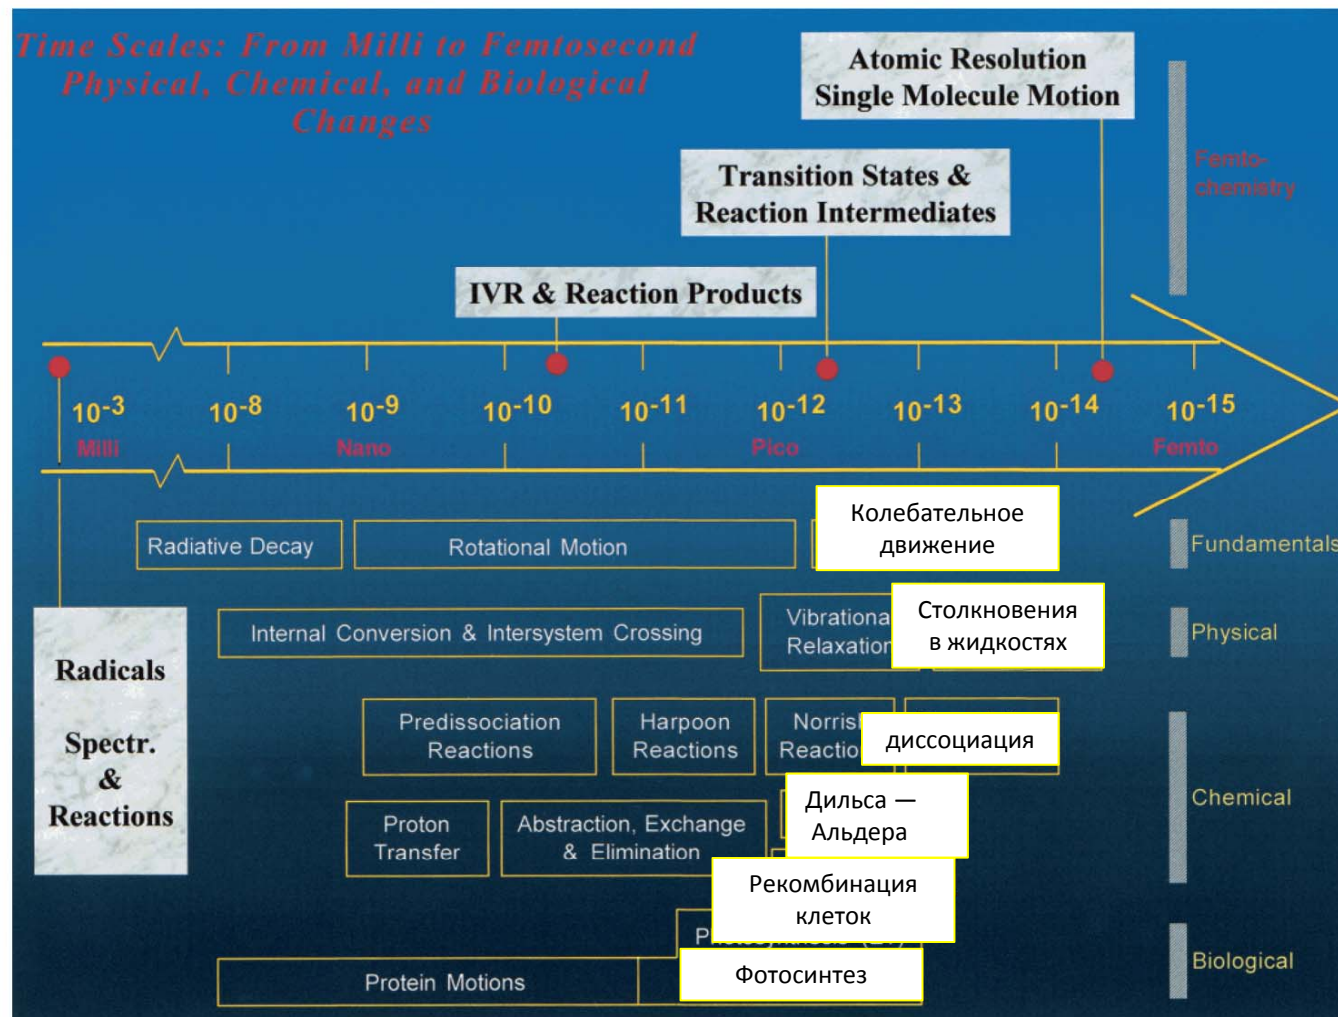 Time Scales: From Milli to Femtosecond
Physical, Chemical, and Biological
Changes
Atomic Resolution
Single Molecule Motion
Femto-
chemistry
Transition States &
Reaction Intermediates
IVR & Reaction Products
10-3 10-8 10-9 10-10 10-11 10-12 10-13 10-14 10-15
Milli Nano Pico Femto
Radiative Decay
Rotational Motion
Колебательное
движение
Fundamentals
Internal Conversion & Intersystem Crossing
Vibrational
Relaxation
Столкновения
в жидкостях
Physical
Radicals
Spectr.
&
Reactions
Predissociation
Reactions
Harpoon
Reactions
Norrish
Reactions
диссоциация
Chemical
Proton
Transfer
Abstraction, Exchange
& Elimination
Дильса —
Альдера
Рекомбинация
клеток
Фотосинтез
Protein Motions
Biological